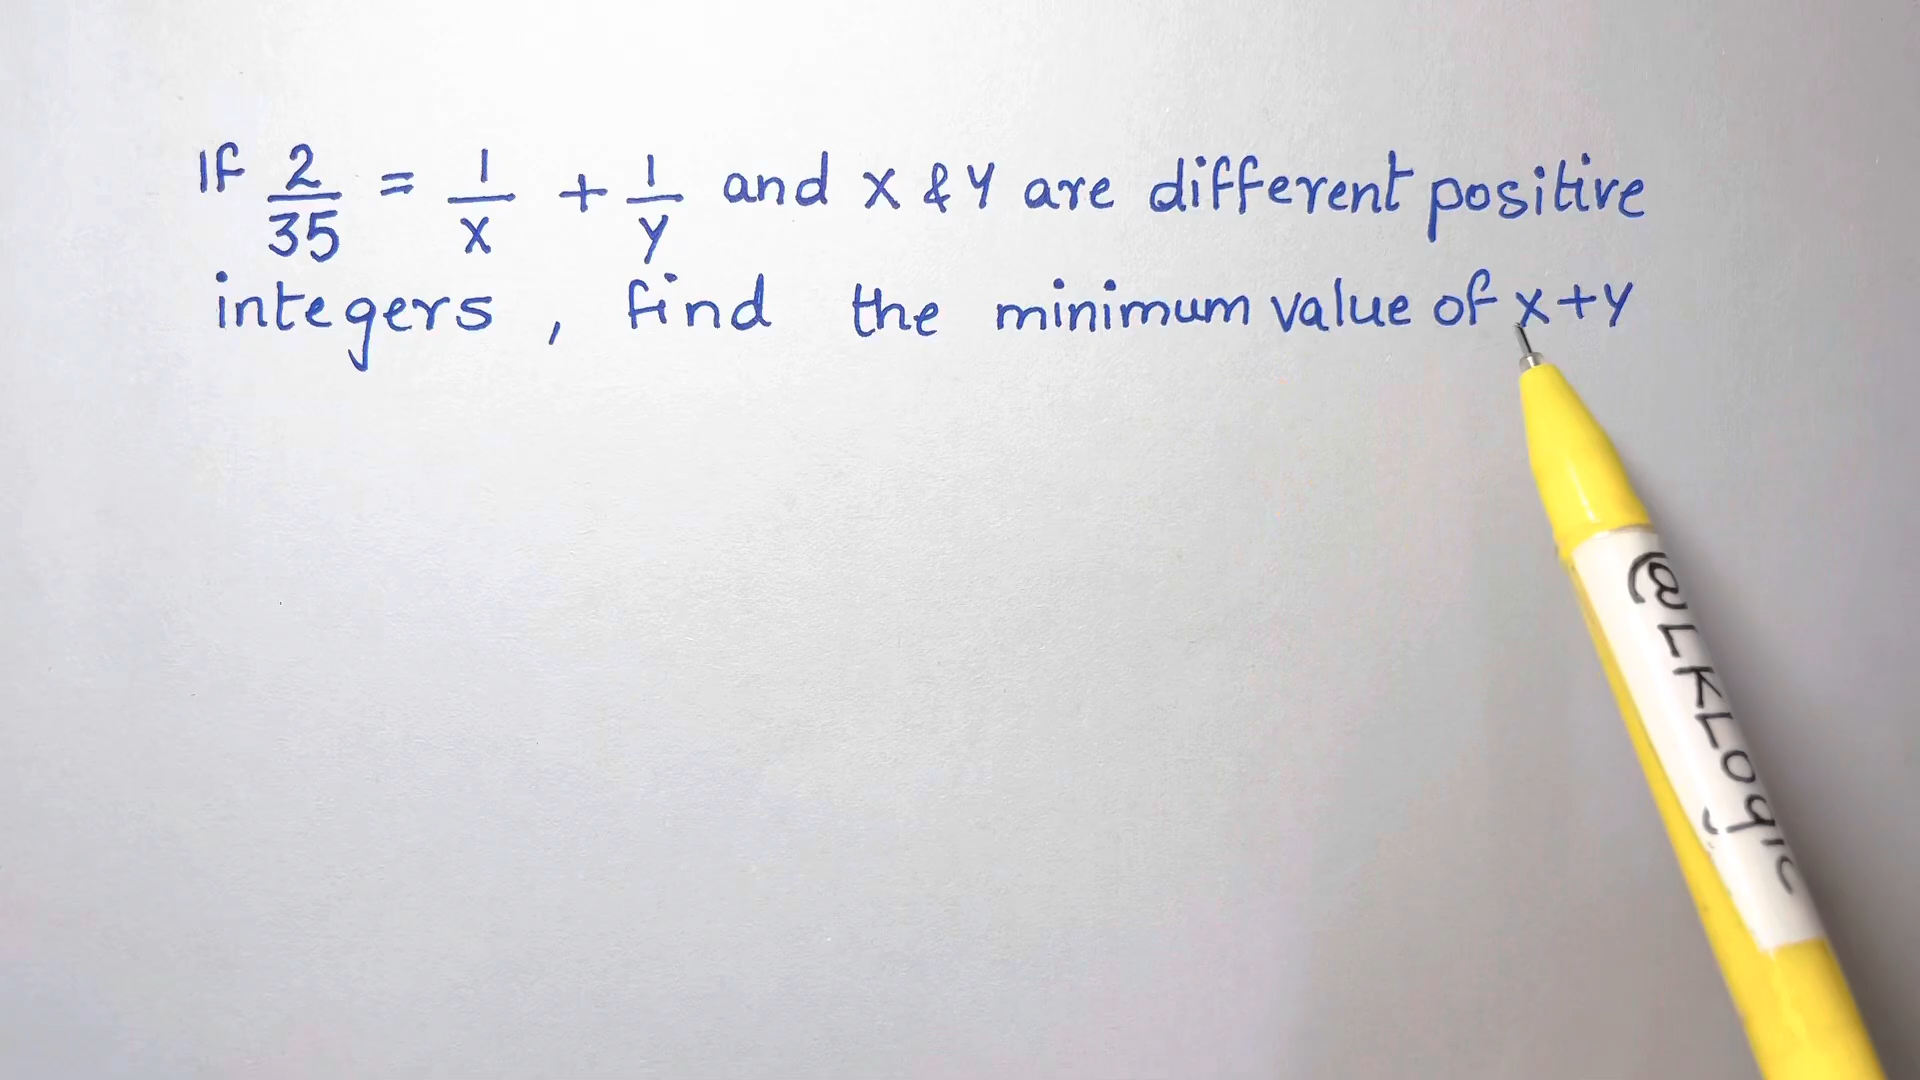 If 2/35 = 1/x + 1/y and x & y are different positive
integers, find the minimum value of x+y
@LKLogic